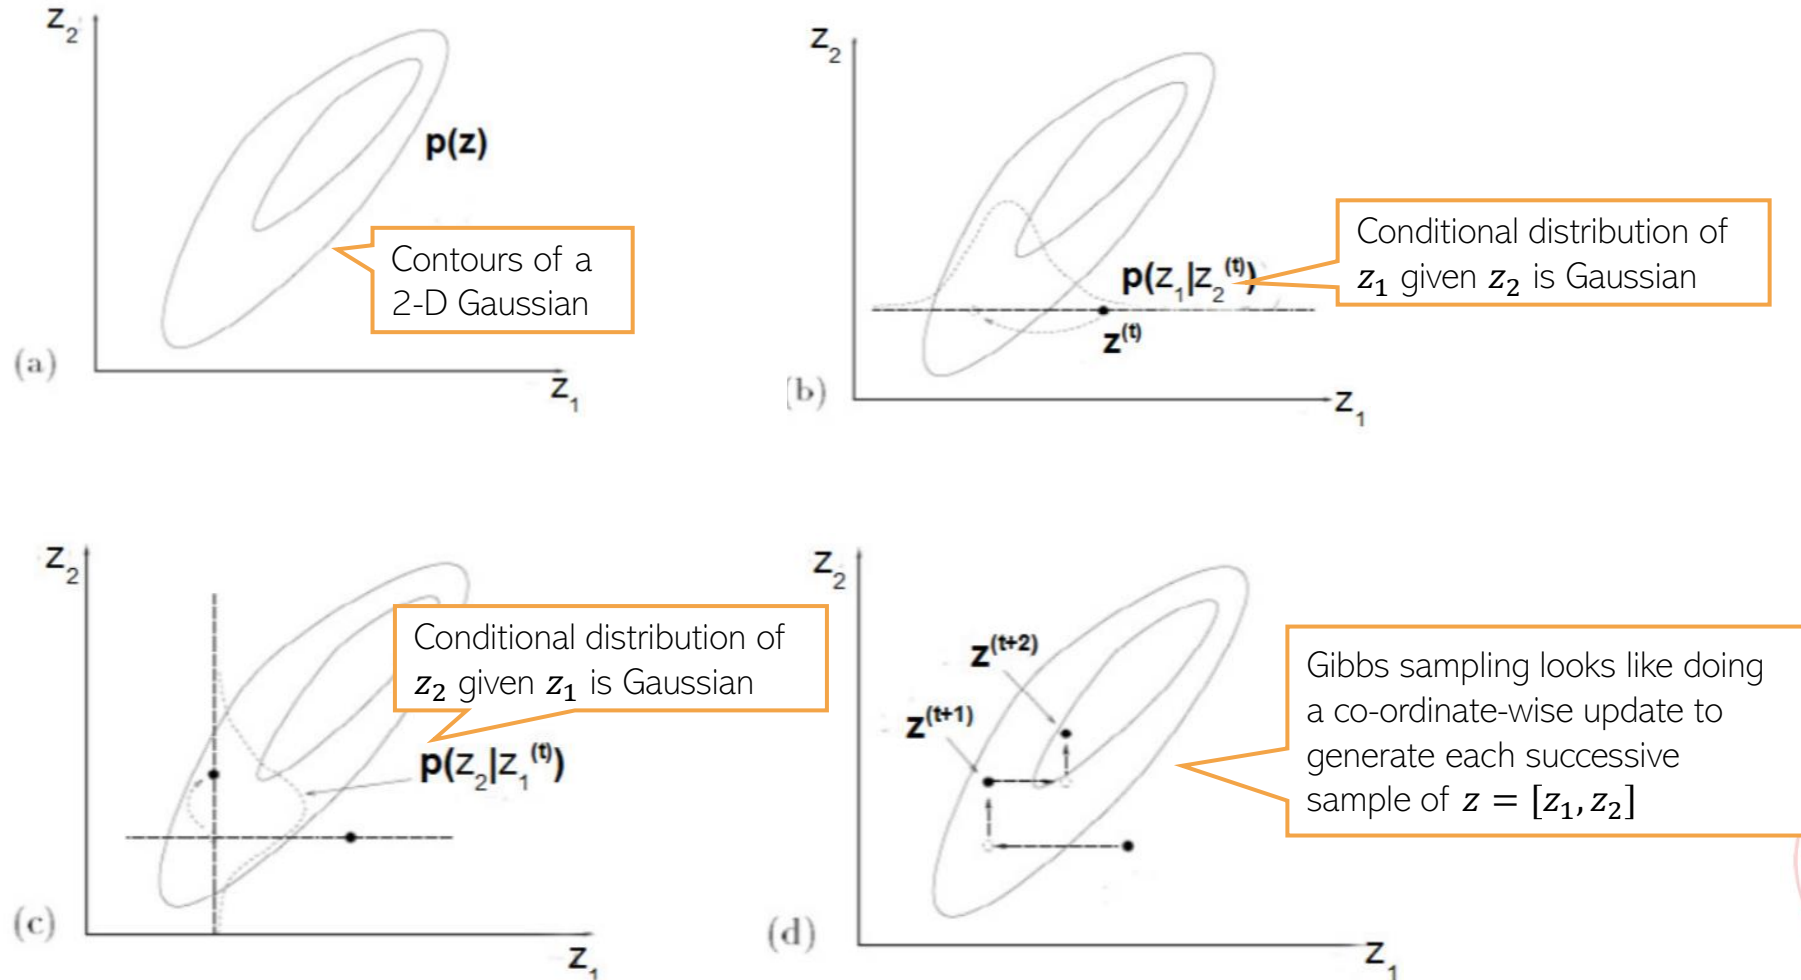 z₂
p(z)
Contours of a
2-D Gaussian
(a)
z₁
z₂
Conditional distribution of
z₁ given z₂ is Gaussian
p(z₁|z₂⁽ᵗ⁾)
z⁽ᵗ⁾
(b)
z₁
z₂
Conditional distribution of
z₂ given z₁ is Gaussian
p(z₂|z₁⁽ᵗ⁾)
(c)
z₁
z₂
z⁽ᵗ⁺²⁾
z⁽ᵗ⁺¹⁾
Gibbs sampling looks like doing
a co-ordinate-wise update to
generate each successive
sample of z = [z₁, z₂]
(d)
z₁